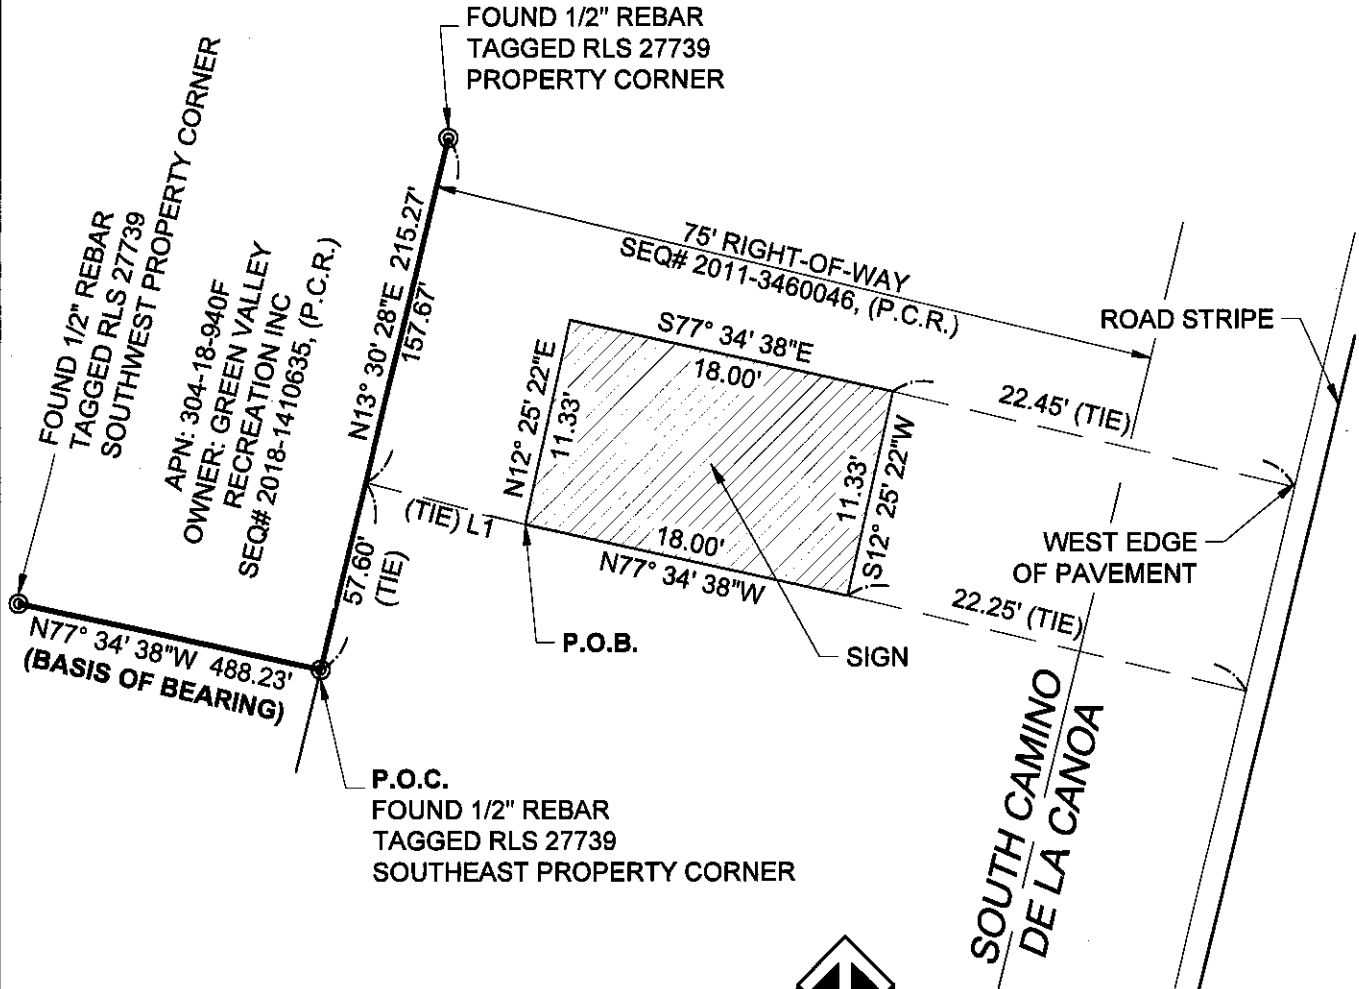 FOUND 1/2" REBAR
TAGGED RLS 27739
PROPERTY CORNER
FOUND 1/2" REBAR
TAGGED RLS 27739
SOUTHWEST PROPERTY CORNER
APN: 304-18-940F
OWNER: GREEN VALLEY
RECREATION INC
SEQ# 2018-1410635, (P.C.R.)
N13° 30' 28"E 215.27'
157.67'
75' RIGHT-OF-WAY
SEQ# 2011-3460046, (P.C.R.)
ROAD STRIPE
S77° 34' 38"E
18.00'
N12° 25' 22"E
11.33'
11.33'
S12° 25' 22"W
22.45' (TIE)
(TIE) L1
18.00'
N77° 34' 38"W
WEST EDGE
OF PAVEMENT
57.60'
(TIE)
22.25' (TIE)
P.O.B.
SIGN
N77° 34' 38"W 488.23'
(BASIS OF BEARING)
P.O.C.
FOUND 1/2" REBAR
TAGGED RLS 27739
SOUTHEAST PROPERTY CORNER
SOUTH CAMINO
DE LA CANOA